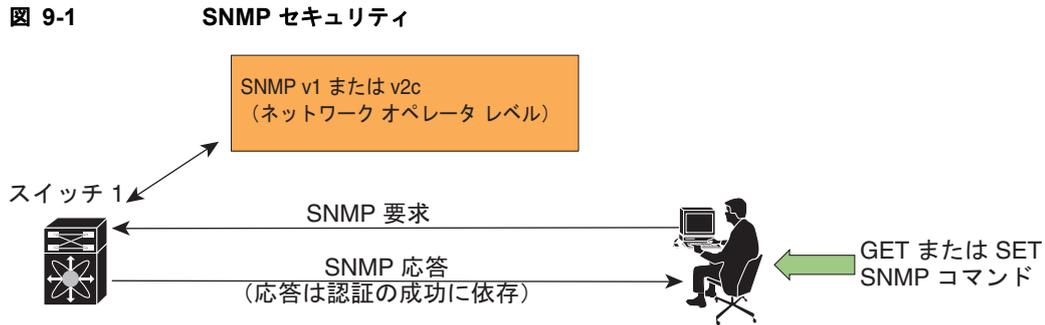 図 9-1 SNMP セキュリティ
SNMP v1 または v2c
（ネットワーク オペレータ レベル）
スイッチ 1
SNMP 要求
GET または SET
SNMP コマンド
SNMP 応答
（応答は認証の成功に依存）